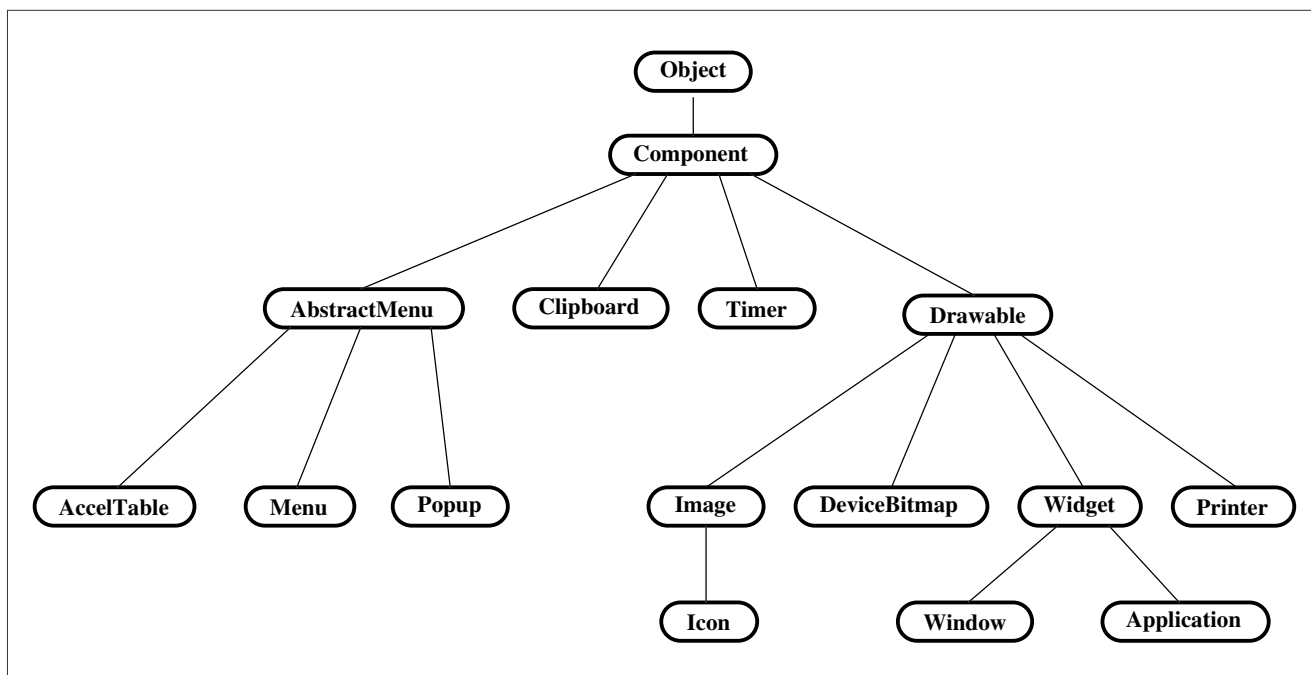 Object
Component
AbstractMenu
Clipboard
Timer
Drawable
AccelTable
Menu
Popup
Image
DeviceBitmap
Widget
Printer
Icon
Window
Application